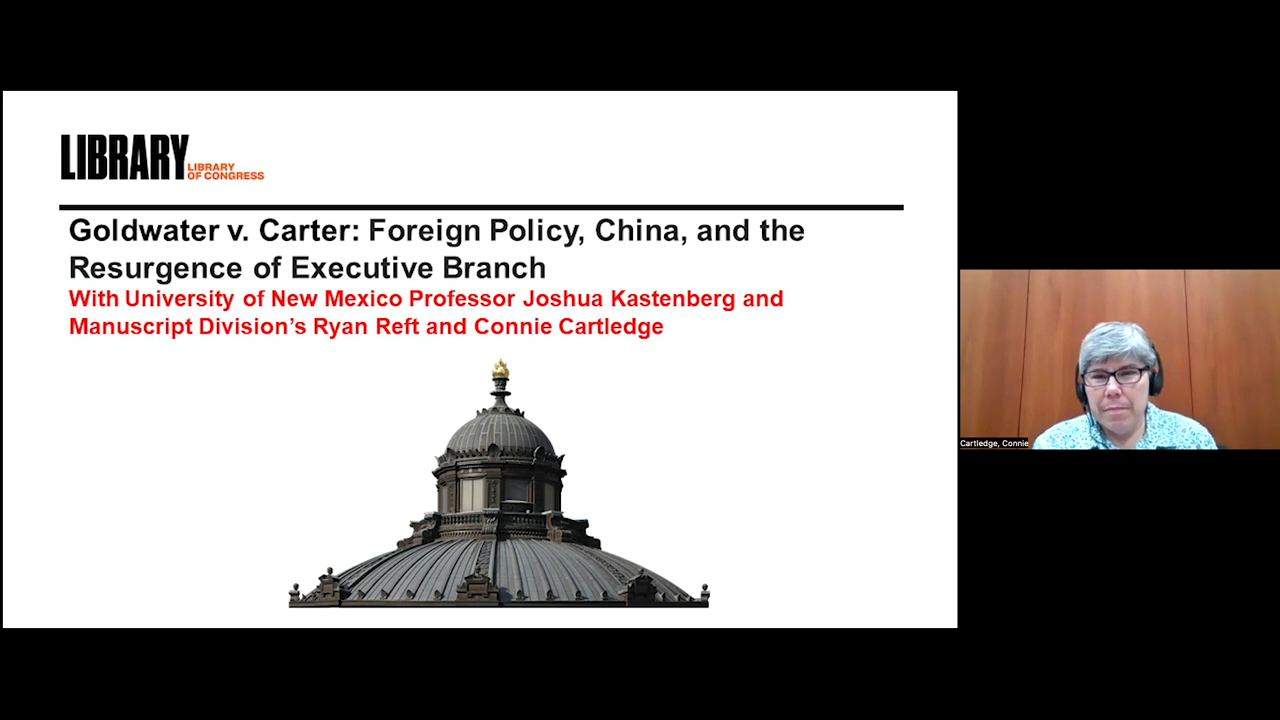 LIBRARY
LIBRARY
OF CONGRESS
Goldwater v. Carter: Foreign Policy, China, and the
Resurgence of Executive Branch
With University of New Mexico Professor Joshua Kastenberg and
Manuscript Division’s Ryan Reft and Connie Cartledge
Cartledge, Connie